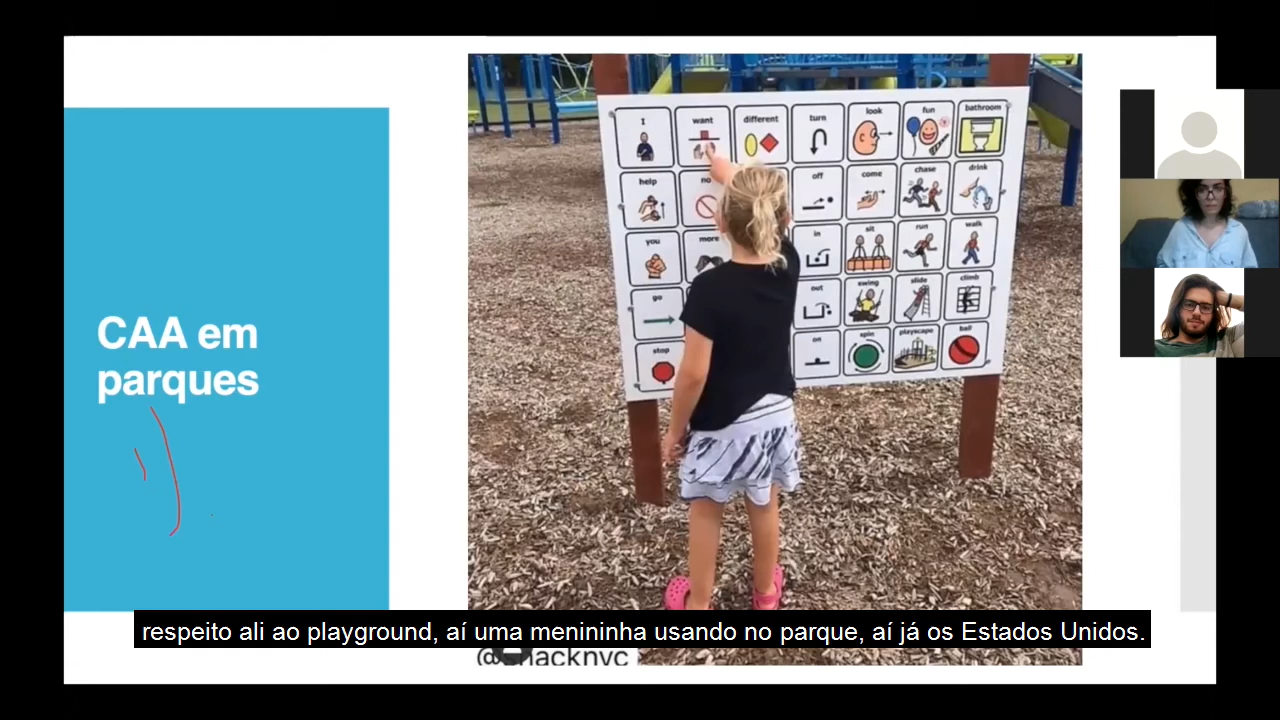 CAA em
parques
I want different turn look fun bathroom
help no off come chase drink
you more in sit run walk
go out swing slide climb
stop on spin playscape ball
respeito ali ao playground, aí uma menininha usando no parque, aí já os Estados Unidos.